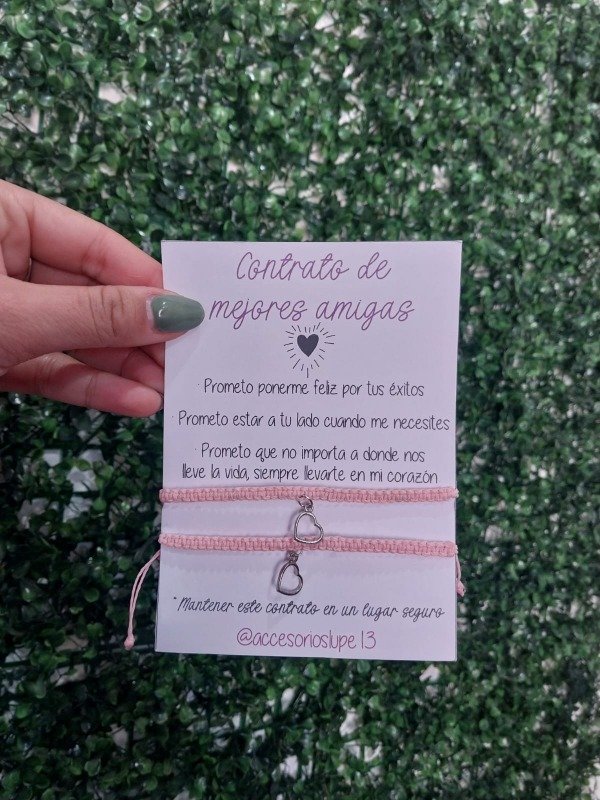 Contrato de
mejores amigas
· Prometo ponerme feliz por tus éxitos
· Prometo estar a tu lado cuando me necesites
· Prometo que no importa a donde nos
lleve la vida, siempre llevarte en mi corazón
*Mantener este contrato en un lugar seguro
@accesorioslupe13